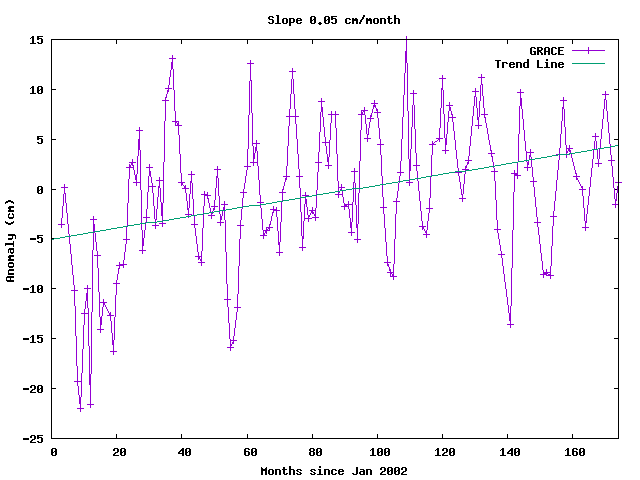 Slope 0.05 cm/month
GRACE
Trend Line
15
10
5
0
-5
-10
-15
-20
-25
Anomaly (cm)
0 20 40 60 80 100 120 140 160
Months since Jan 2002